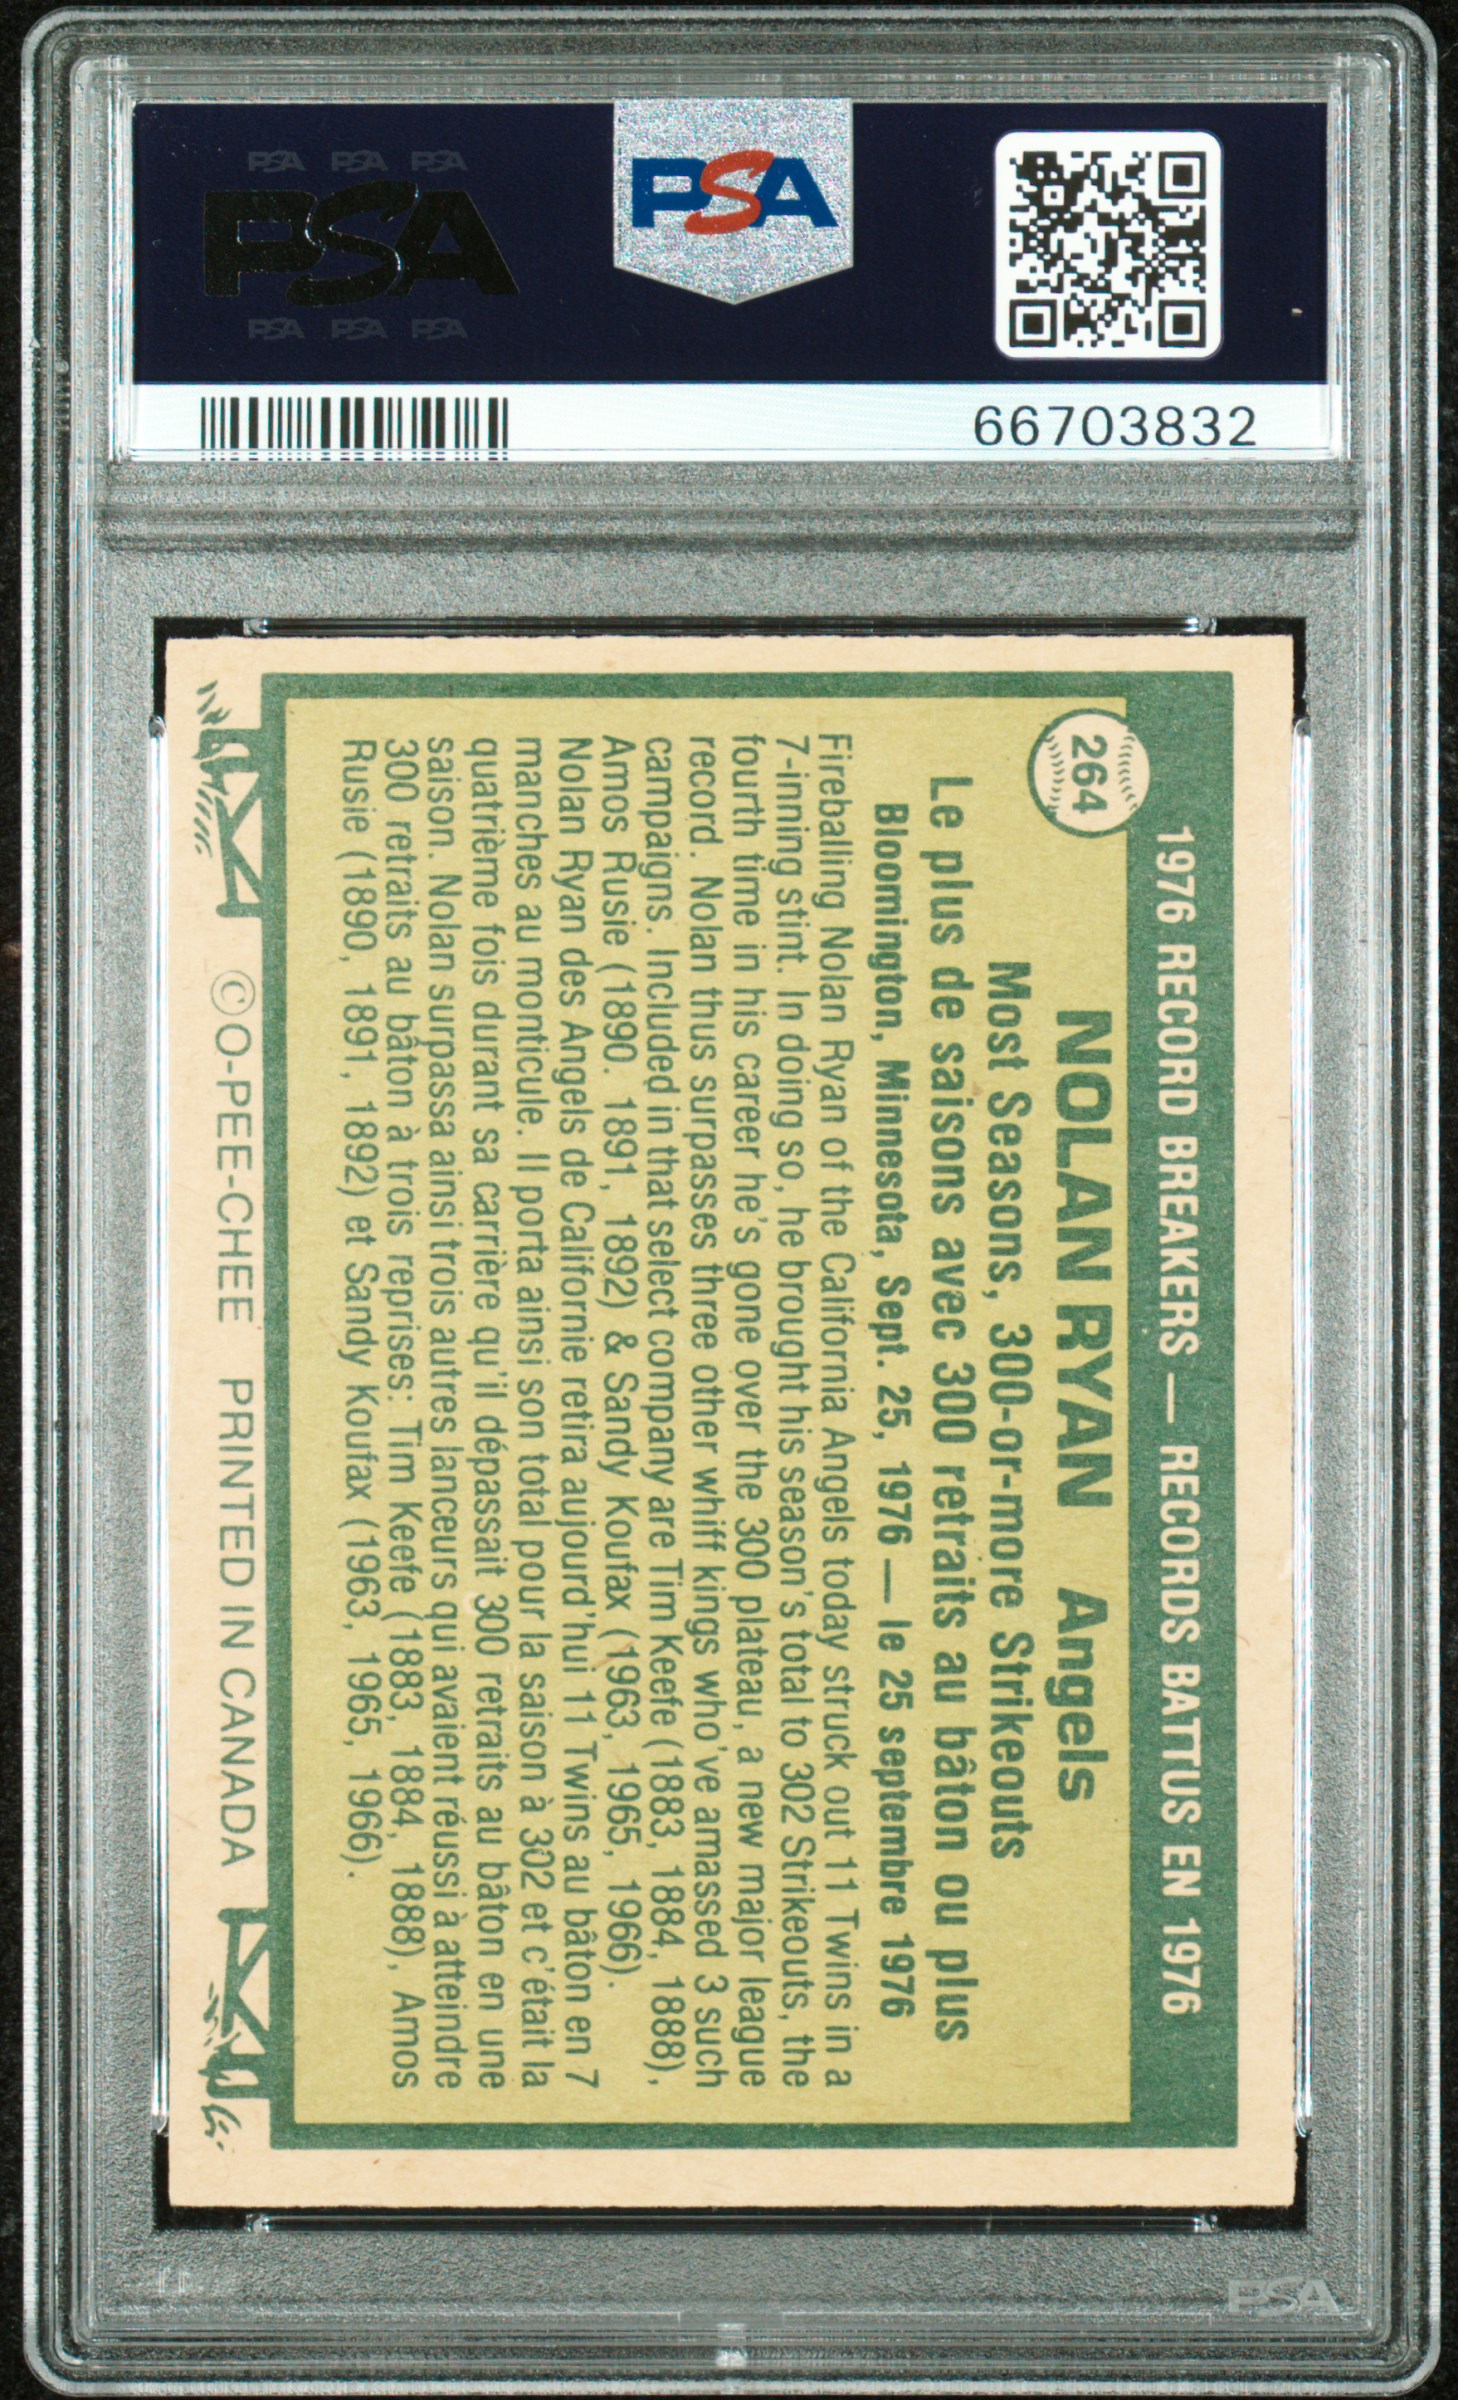 PSA PSA PSA
PSA
PSA PSA PSA
PSA
66703832
1976 RECORD BREAKERS — RECORDS BATTUS EN 1976
264
NOLAN RYAN Angels
Most Seasons, 300-or-more Strikeouts
Le plus de saisons avec 300 retraits au bâton ou plus
Bloomington, Minnesota, Sept. 25, 1976 — le 25 septembre 1976
Fireballing Nolan Ryan of the California Angels today struck out 11 Twins in a
7-inning stint. In doing so, he brought his season's total to 302 Strikeouts, the
fourth time in his career he's gone over the 300 plateau, a new major league
record. Nolan thus surpasses three other whiff kings who've amassed 3 such
campaigns. Included in that select company are Tim Keefe (1883, 1884, 1888),
Amos Rusie (1890. 1891, 1892) & Sandy Koufax (1963, 1965, 1966).
Nolan Ryan des Angels de Californie retira aujourd'hui 11 Twins au bâton en 7
manches au monticule. Il porta ainsi son total pour la saison à 302 et c'était la
quatrième fois durant sa carrière qu'il dépassait 300 retraits au bâton en une
saison. Nolan surpassa ainsi trois autres lanceurs qui avaient réussi à atteindre
300 retraits au bâton à trois reprises: Tim Keefe (1883, 1884, 1888), Amos
Rusie (1890, 1891, 1892) et Sandy Koufax (1963, 1965, 1966).
©O-PEE-CHEE PRINTED IN CANADA
PSA